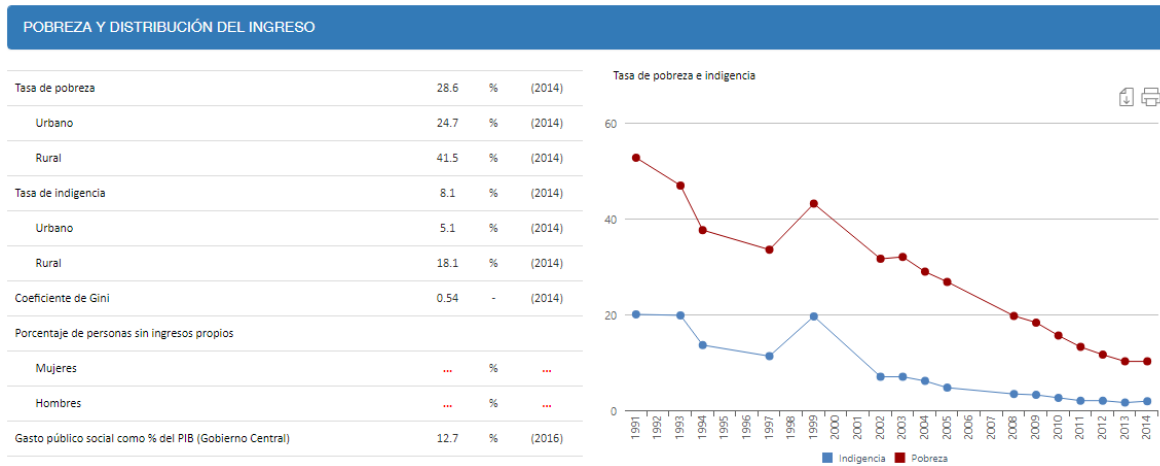 POBREZA Y DISTRIBUCIÓN DEL INGRESO
Tasa de pobreza 28.6 % (2014)
Urbano 24.7 % (2014)
Rural 41.5 % (2014)
Tasa de indigencia 8.1 % (2014)
Urbano 5.1 % (2014)
Rural 18.1 % (2014)
Coeficiente de Gini 0.54 - (2014)
Porcentaje de personas sin ingresos propios
Mujeres ... % ...
Hombres ... % ...
Gasto público social como % del PIB (Gobierno Central) 12.7 % (2016)
Tasa de pobreza e indigencia
60
40
20
0
1991 1992 1993 1994 1995 1996 1997 1998 1999 2000 2001 2002 2003 2004 2005 2006 2007 2008 2009 2010 2011 2012 2013 2014
Indigencia Pobreza